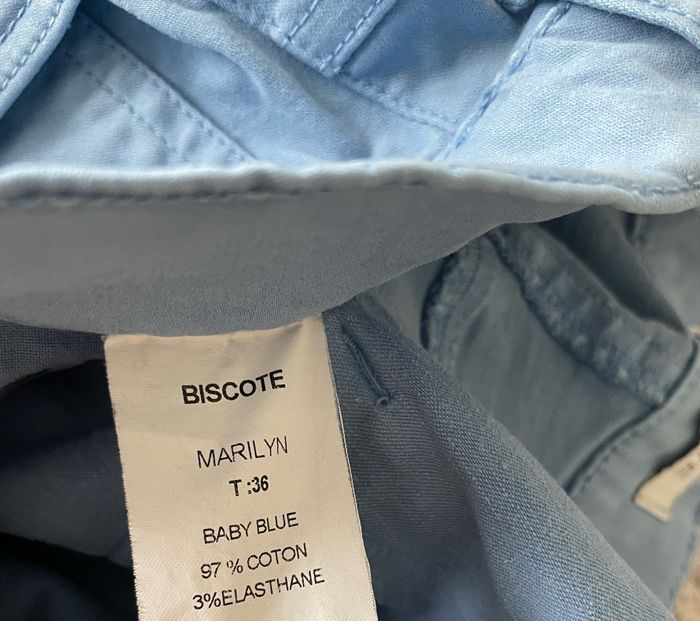 BISCOTE
MARILYN
T :36
BABY BLUE
97 % COTON
3%ELASTHANE